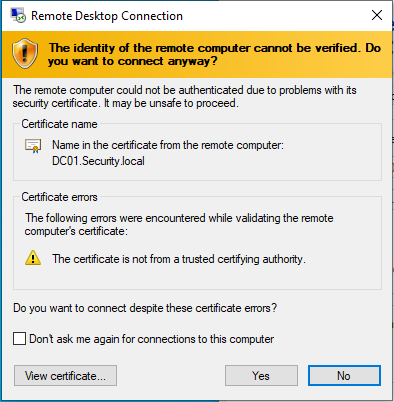 Remote Desktop Connection
The identity of the remote computer cannot be verified. Do
you want to connect anyway?
The remote computer could not be authenticated due to problems with its
security certificate. It may be unsafe to proceed.
Certificate name
Name in the certificate from the remote computer:
DC01.Security.local
Certificate errors
The following errors were encountered while validating the remote
computer's certificate:
The certificate is not from a trusted certifying authority.
Do you want to connect despite these certificate errors?
Don't ask me again for connections to this computer
View certificate...
Yes
No